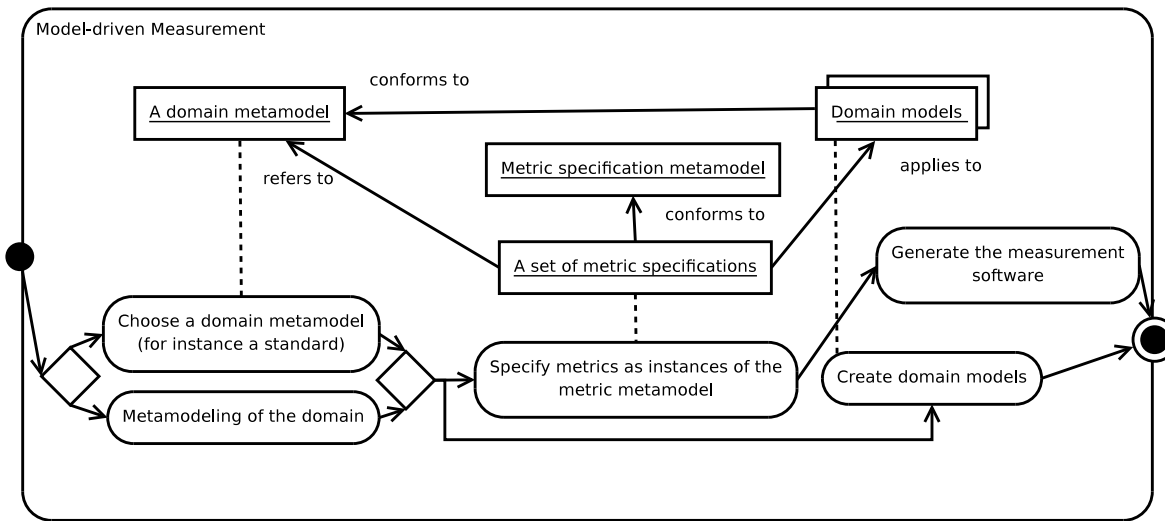 Model-driven Measurement
conforms to
A domain metamodel
Domain models
Metric specification metamodel
refers to
applies to
conforms to
A set of metric specifications
Generate the measurement
software
Choose a domain metamodel
(for instance a standard)
Specify metrics as instances of the
metric metamodel
Create domain models
Metamodeling of the domain